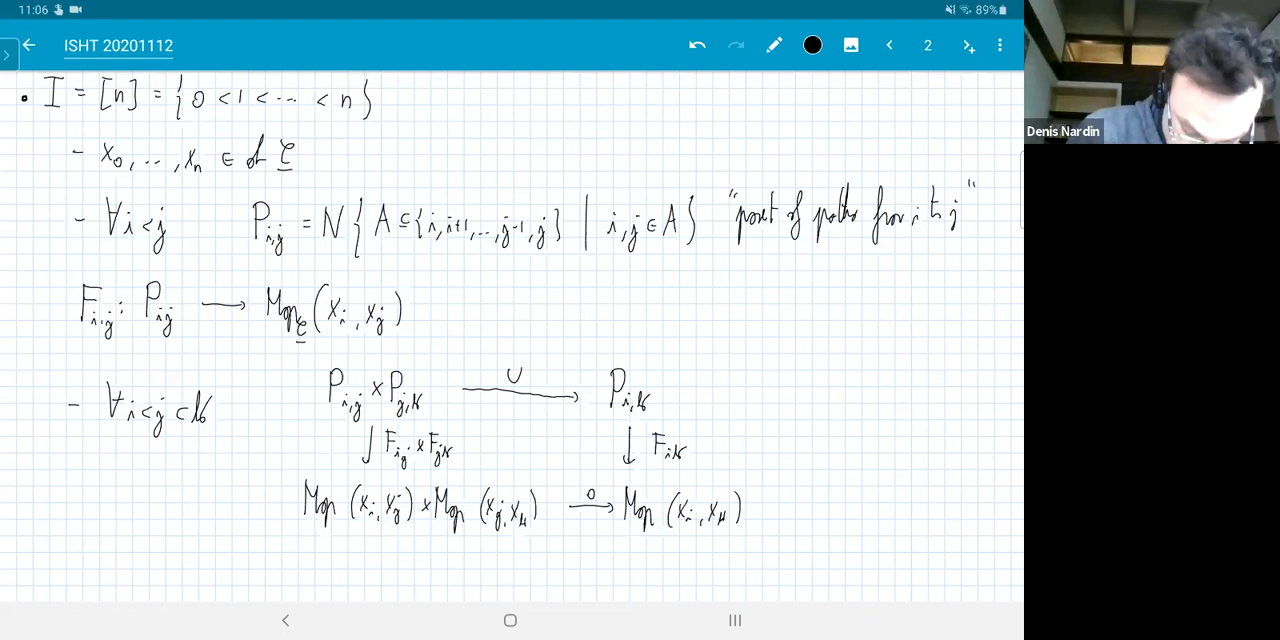 11:06 89%
ISHT 20201112 2
• I = [n] = {0 < 1 < ... < n}
- x₀, ..., xₙ ∈ ob C
- ∀ i<j P_{i,j} = N{A ⊆ {i, i+1, ..., j-1, j} | i, j ∈ A} "poset of paths from i to j"
F_{i,j} : P_{i,j} → Map_C (x_i, x_j)
- ∀ i<j<k P_{i,j} × P_{j,k} ∪ → P_{i,k}
↓ F_{ij} × F_{jk} ↓ F_{ik}
Map (x_i, x_j) × Map (x_j, x_k) ∘ → Map (x_i, x_k)
Denis Nardin